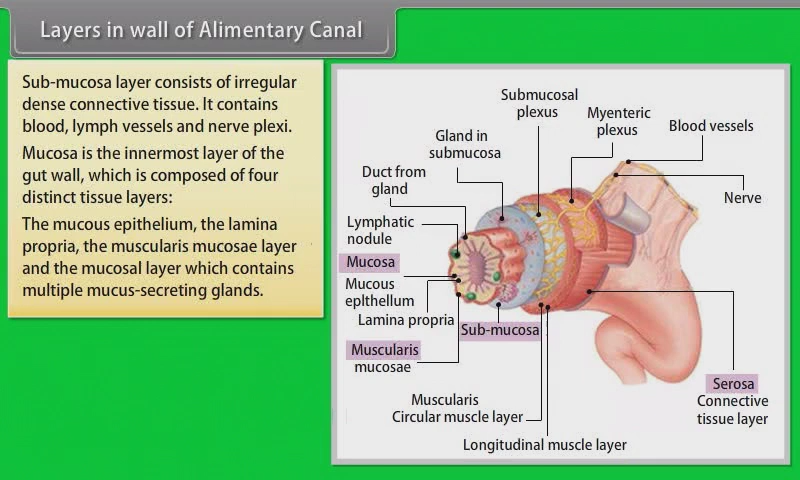 Layers in wall of Alimentary Canal
Sub-mucosa layer consists of irregular
dense connective tissue. It contains
blood, lymph vessels and nerve plexi.
Mucosa is the innermost layer of the
gut wall, which is composed of four
distinct tissue layers:
The mucous epithelium, the lamina
propria, the muscularis mucosae layer
and the mucosal layer which contains
multiple mucus-secreting glands.
Submucosal
plexus
Myenteric
plexus
Blood vessels
Gland in
submucosa
Duct from
gland
Nerve
Lymphatic
nodule
Mucosa
Mucous
eplthellum
Lamina propria
Sub-mucosa
Muscularis
mucosae
Serosa
Connective
tissue layer
Muscularis
Circular muscle layer
Longitudinal muscle layer